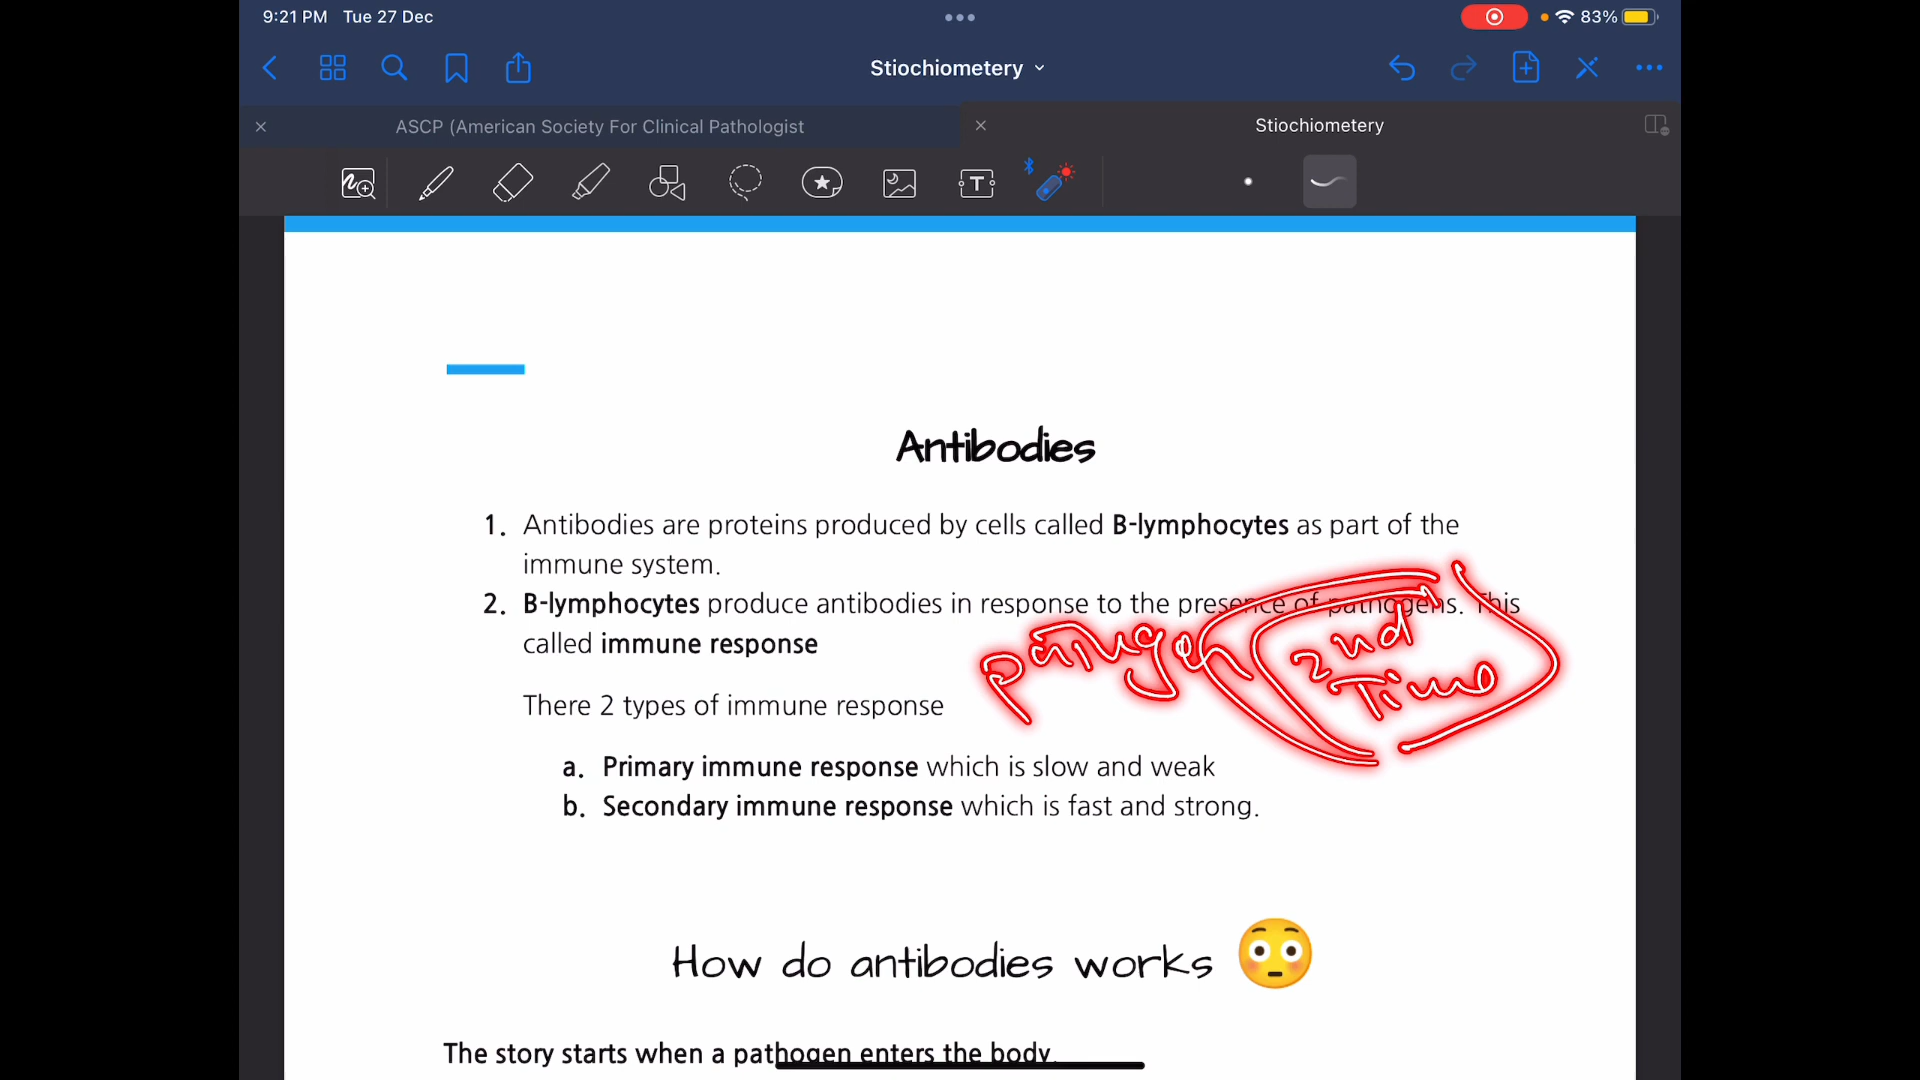 9:21 PM Tue 27 Dec
83%
Stiochiometery
ASCP (American Society For Clinical Pathologist
Stiochiometery
Antibodies
1. Antibodies are proteins produced by cells called B-lymphocytes as part of the
immune system.
2. B-lymphocytes produce antibodies in response to the presence of pathogens. This
called immune response
pathogen 2nd
Time
There 2 types of immune response
a. Primary immune response which is slow and weak
b. Secondary immune response which is fast and strong.
How do antibodies works 😳
The story starts when a pathogen enters the body.